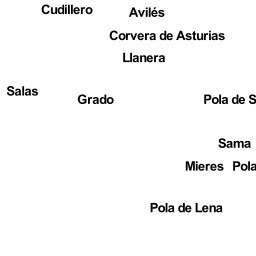 Cudillero
Avilés
Corvera de Asturias
Llanera
Salas
Grado
Pola de S
Sama
Mieres
Pola
Pola de Lena